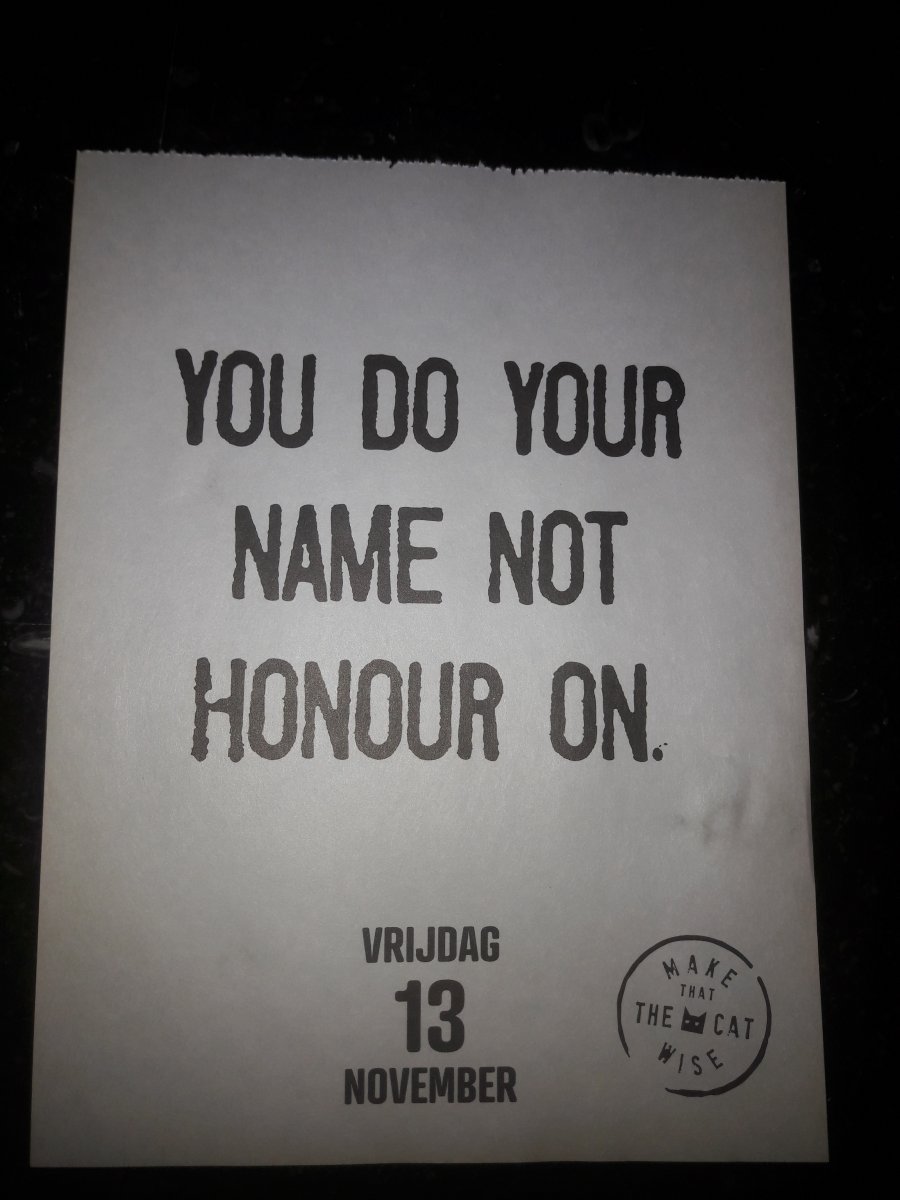 YOU DO YOUR
NAME NOT
HONOUR ON.
VRIJDAG
13
NOVEMBER
MAKE
THAT
THE CAT
WISE